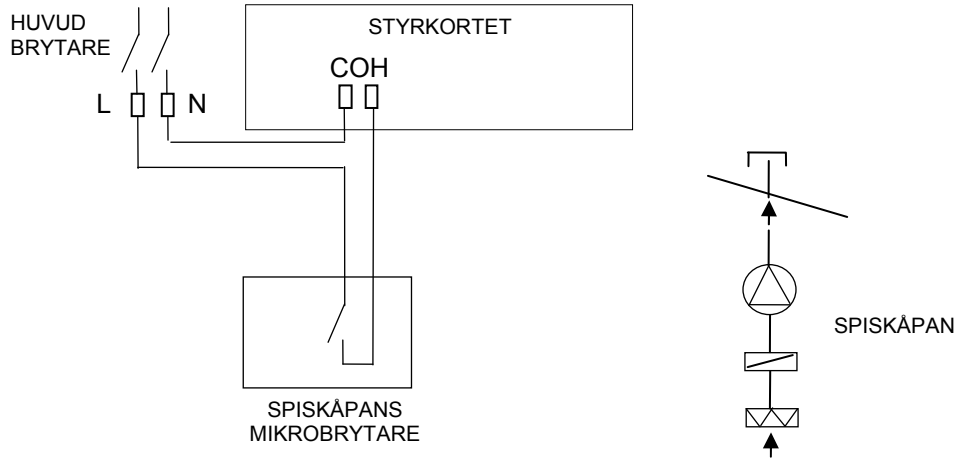 HUVUD
BRYTARE
STYRKORTET
COH
L N
SPISKÅPAN
SPISKÅPANS
MIKROBRYTARE